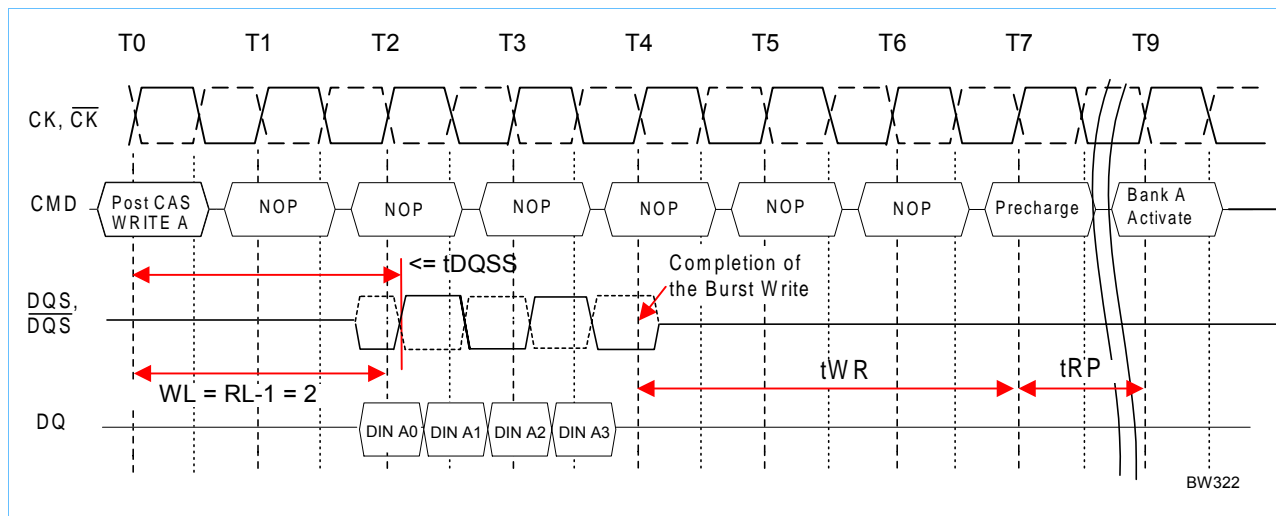 T0 T1 T2 T3 T4 T5 T6 T7 T9
CK, CK
CMD
Post CAS
WRITE A
NOP
NOP
NOP
NOP
NOP
NOP
Precharge
Bank A
Activate
<= tDQSS
Completion of
the Burst Write
DQS,
DQS
WL = RL-1 = 2
tWR
tRP
DQ
DIN A0 DIN A1 DIN A2 DIN A3
BW322